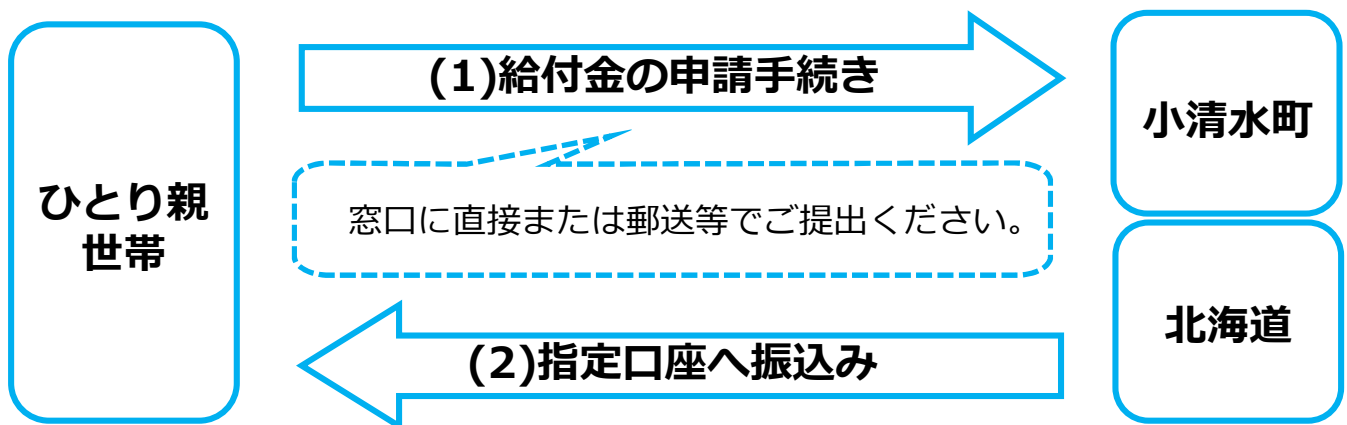 ひとり親
世帯
(1)給付金の申請手続き
窓口に直接または郵送等でご提出ください。
(2)指定口座へ振込み
小清水町
北海道